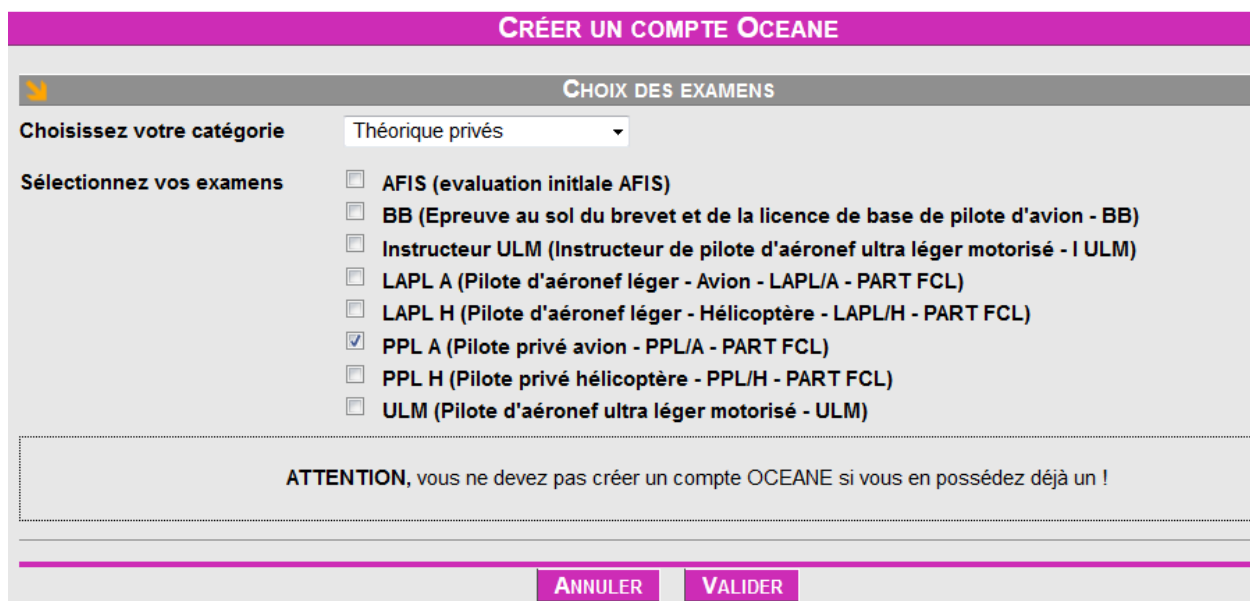 CRÉER UN COMPTE OCEANE
CHOIX DES EXAMENS
Choisissez votre catégorie Théorique privés
Sélectionnez vos examens AFIS (evaluation initlale AFIS)
BB (Epreuve au sol du brevet et de la licence de base de pilote d'avion - BB)
Instructeur ULM (Instructeur de pilote d'aéronef ultra léger motorisé - I ULM)
LAPL A (Pilote d'aéronef léger - Avion - LAPL/A - PART FCL)
LAPL H (Pilote d'aéronef léger - Hélicoptère - LAPL/H - PART FCL)
PPL A (Pilote privé avion - PPL/A - PART FCL)
PPL H (Pilote privé hélicoptère - PPL/H - PART FCL)
ULM (Pilote d'aéronef ultra léger motorisé - ULM)
ATTENTION, vous ne devez pas créer un compte OCEANE si vous en possédez déjà un !
ANNULER VALIDER